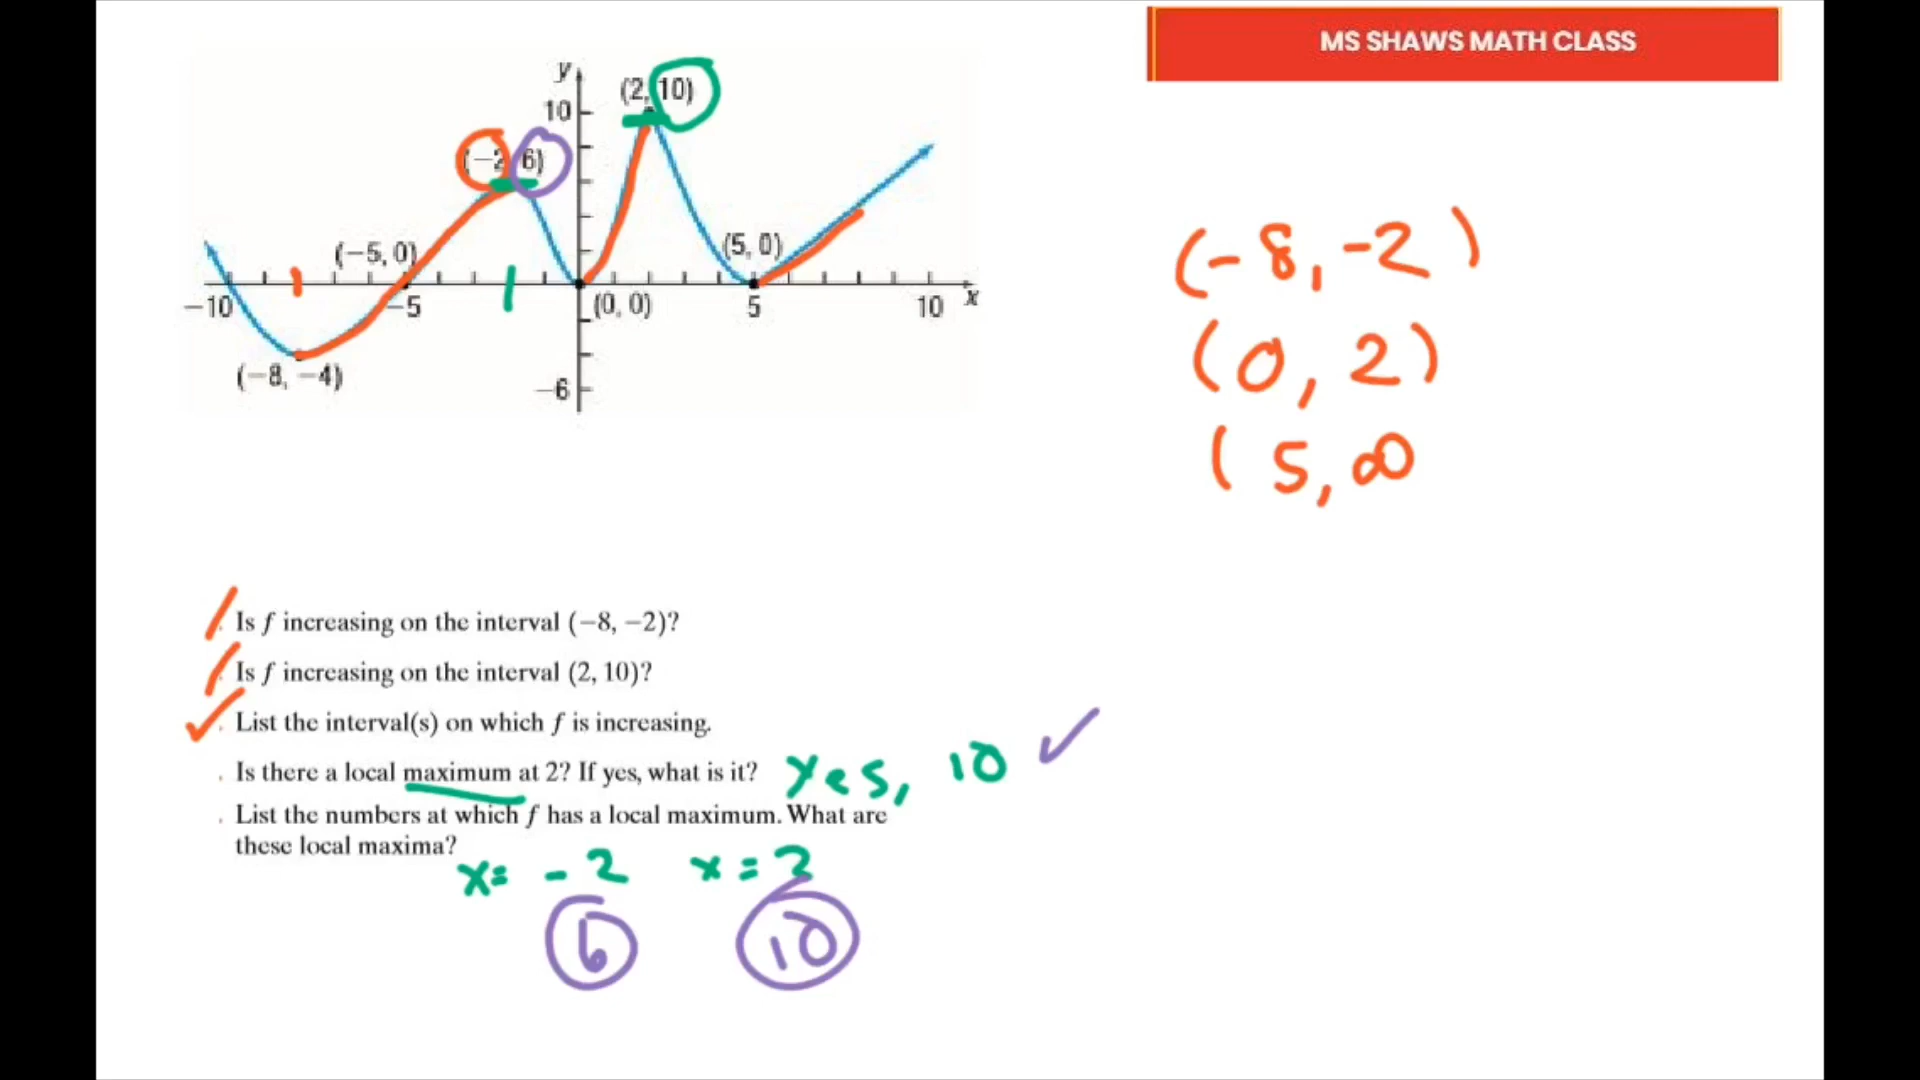 MS SHAWS MATH CLASS
y
(2, 10)
10
(−2, 6)
(−5, 0)
(5, 0)
−10
−5
(0, 0)
5
10
x
(−8, −4)
−6
(-8, -2)
(0, 2)
(5, ∞
Is f increasing on the interval (−8, −2)?
Is f increasing on the interval (2, 10)?
List the interval(s) on which f is increasing.
Is there a local maximum at 2? If yes, what is it? Yes, 10
List the numbers at which f has a local maximum. What are
these local maxima?
x= -2 x=2
6 10